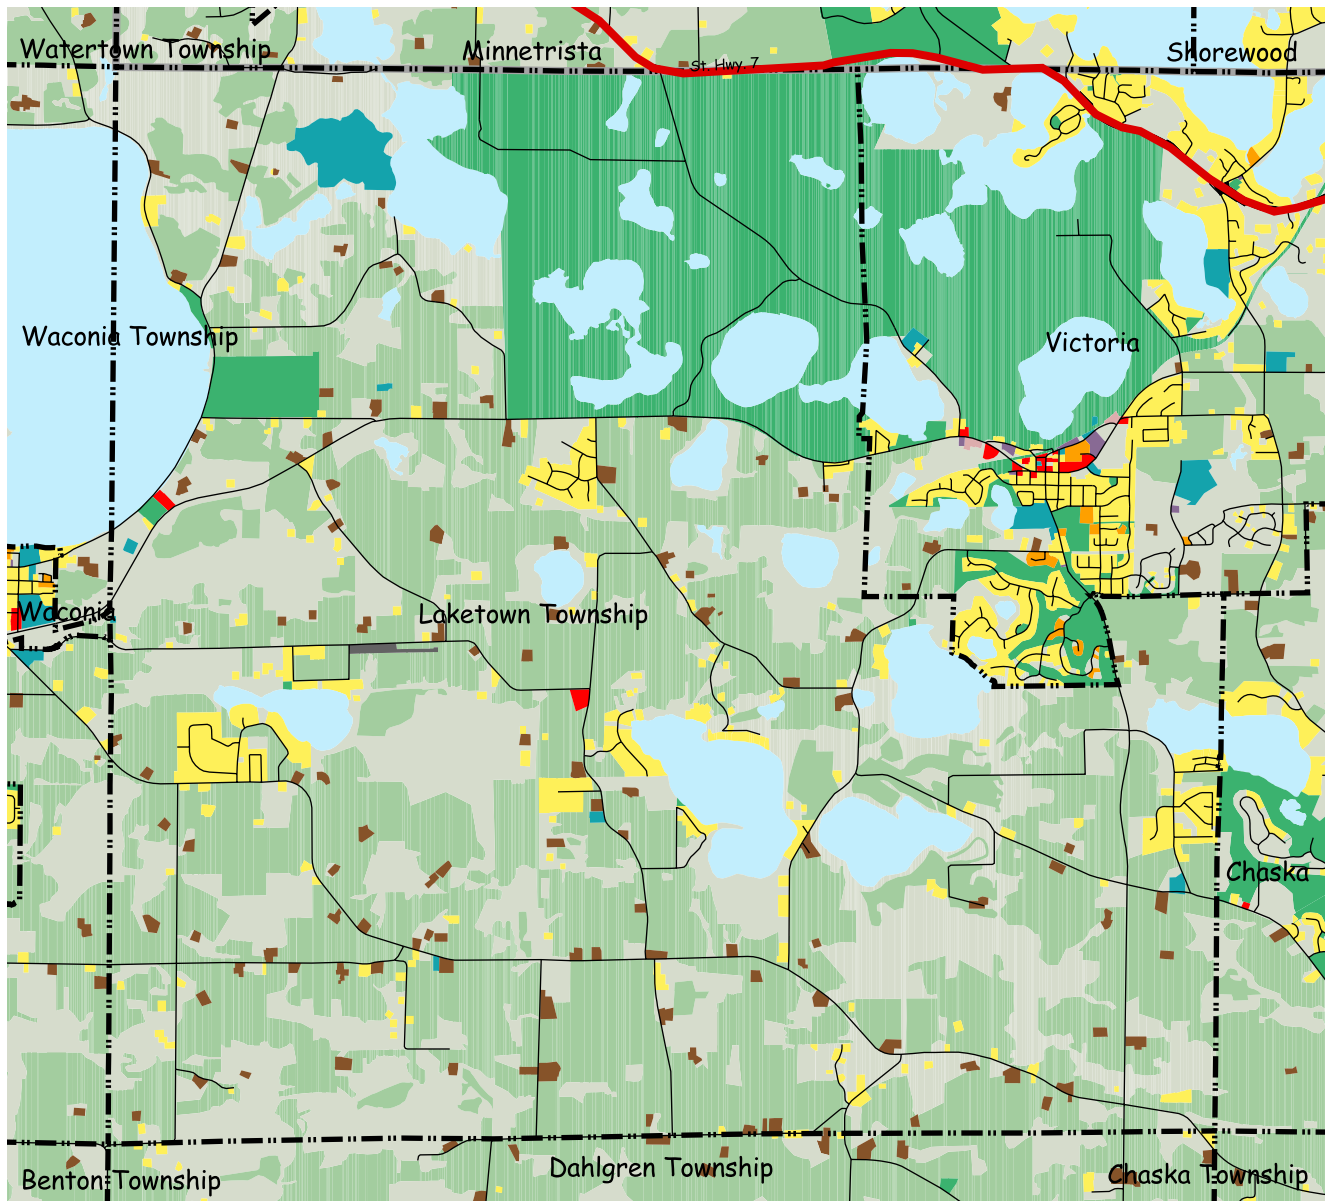 Watertown Township
Minnetrista
Shorewood
St. Hwy. 7
Waconia Township
Victoria
Waconia
Laketown Township
Chaska
Benton Township
Dahlgren Township
Chaska Township